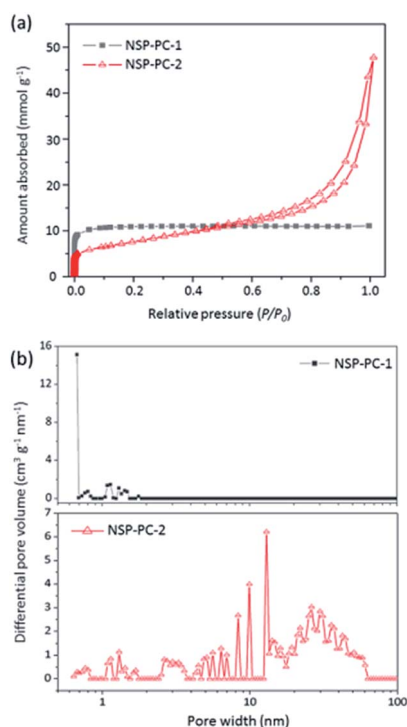 (a)
NSP-PC-1
NSP-PC-2
Amount absorbed (mmol g⁻¹)
50
40
30
20
10
0
0.0 0.2 0.4 0.6 0.8 1.0
Relative pressure (P/P₀)
(b)
Differential pore volume (cm³ g⁻¹ nm⁻¹)
16
12
8
4
0
NSP-PC-1
7
6
5
4
3
2
1
0
NSP-PC-2
1 10 100
Pore width (nm)